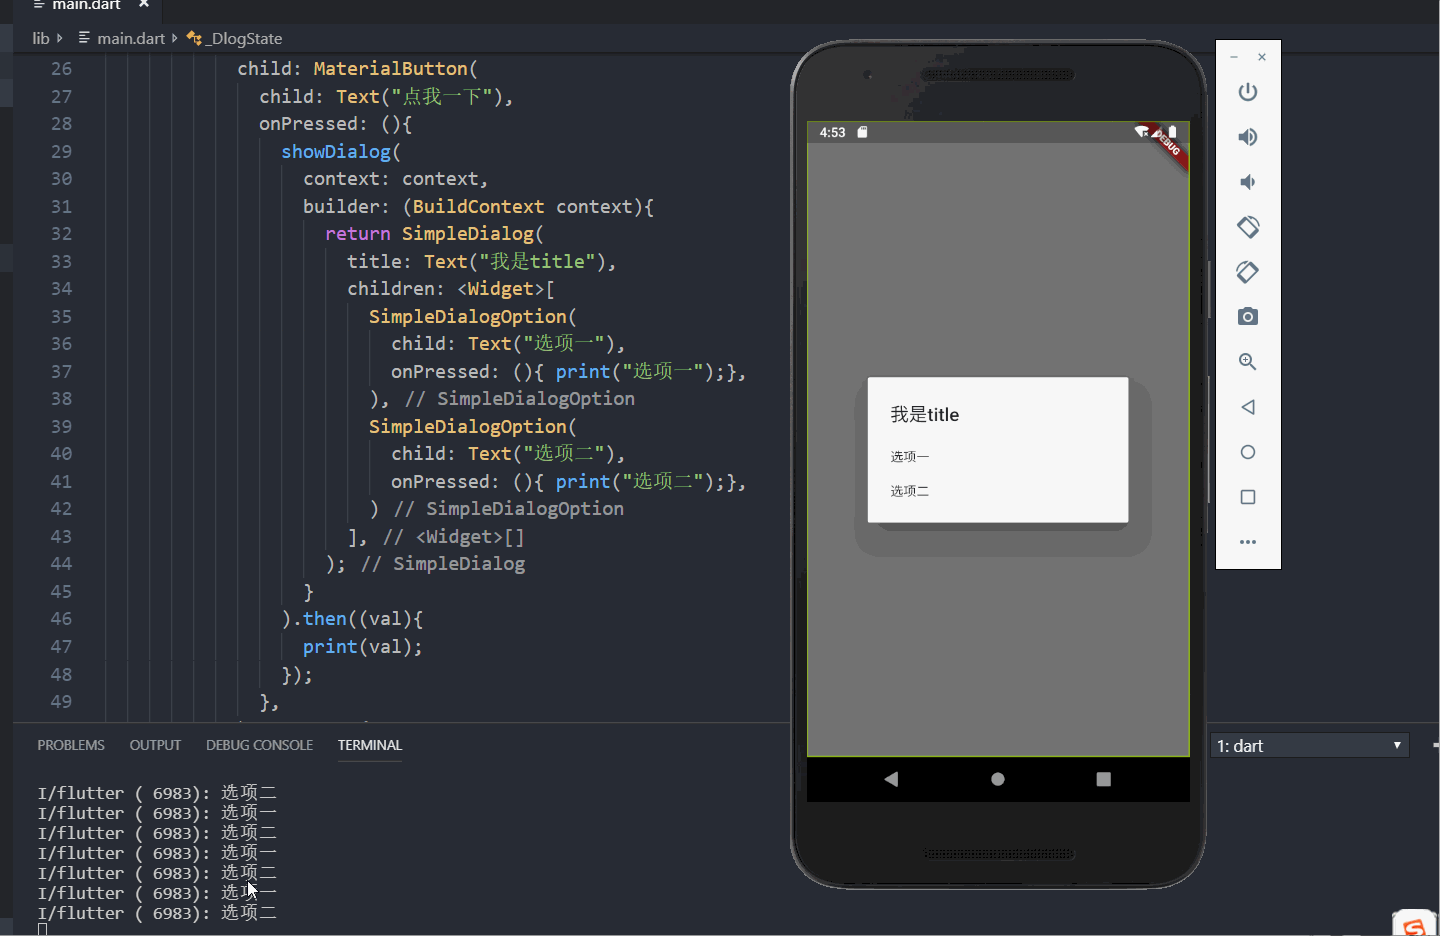 main.dart ×
lib main.dart _DlogState
26 child: MaterialButton(
27 child: Text("点我一下"),
28 onPressed: (){
29 showDialog(
30 context: context,
31 builder: (BuildContext context){
32 return SimpleDialog(
33 title: Text("我是title"),
34 children: <Widget>[
35 SimpleDialogOption(
36 child: Text("选项一"),
37 onPressed: (){ print("选项一");},
38 ), // SimpleDialogOption
39 SimpleDialogOption(
40 child: Text("选项二"),
41 onPressed: (){ print("选项二");},
42 ) // SimpleDialogOption
43 ], // <Widget>[]
44 ); // SimpleDialog
45 }
46 ).then((val){
47 print(val);
48 });
49 },
PROBLEMS OUTPUT DEBUG CONSOLE TERMINAL
1: dart
I/flutter ( 6983): 选项二
I/flutter ( 6983): 选项一
I/flutter ( 6983): 选项二
I/flutter ( 6983): 选项一
I/flutter ( 6983): 选项二
I/flutter ( 6983): 选项一
I/flutter ( 6983): 选项二
4:53
DEBUG
我是title
选项一
选项二